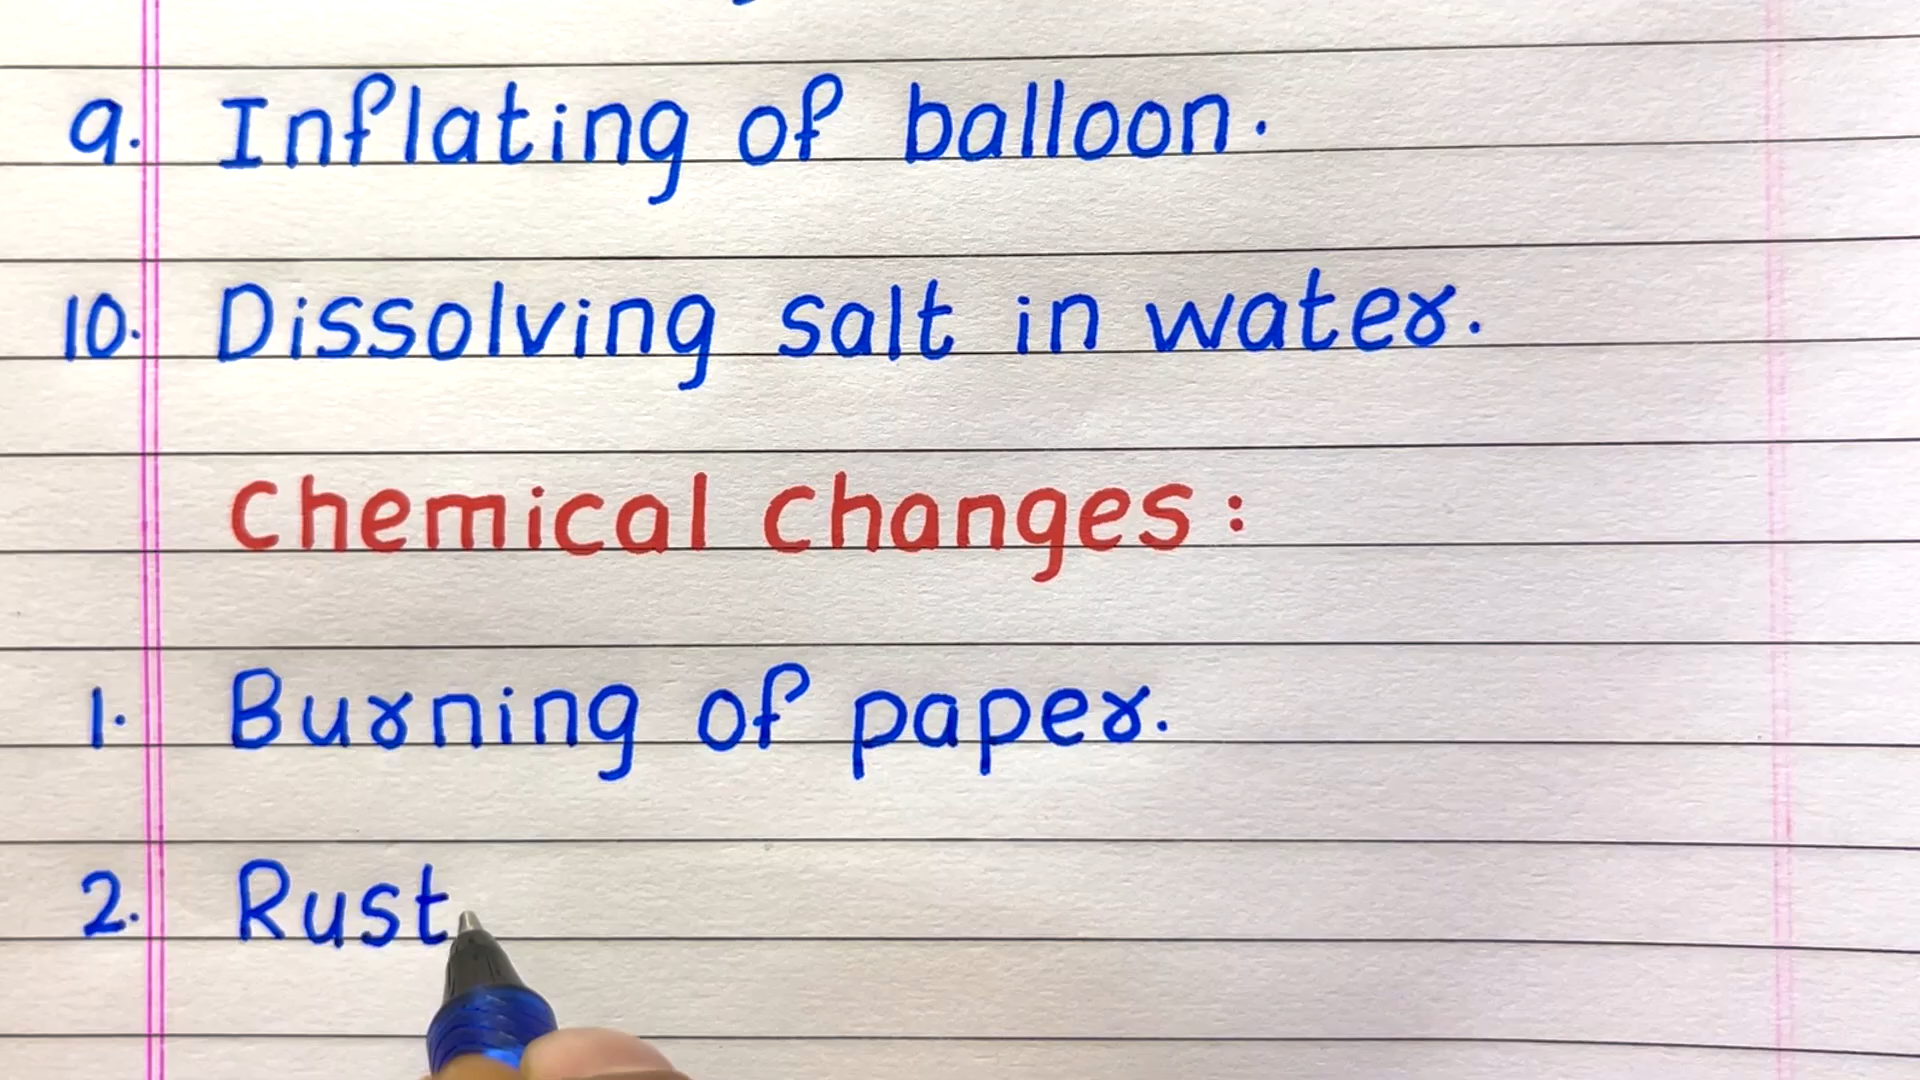 9. Inflating of balloon.
10. Dissolving salt in water.
Chemical changes:
1. Burning of paper.
2. Rust